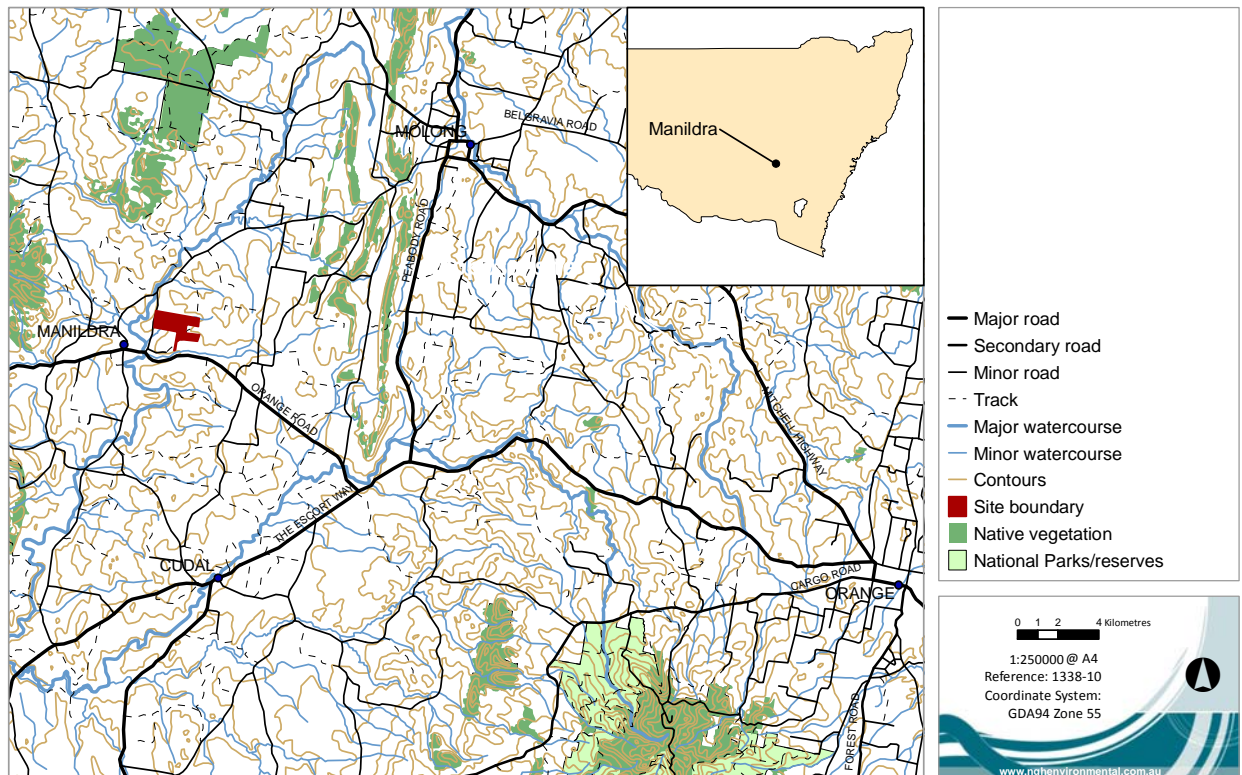 MOLONG
BELGRAVIA ROAD
Manildra
PEABODY ROAD
MANILDRA
ORANGE ROAD
MITCHELL HIGHWAY
THE ESCORT WAY
CUDAL
CARGO ROAD
ORANGE
FOREST ROAD
Major road
Secondary road
Minor road
Track
Major watercourse
Minor watercourse
Contours
Site boundary
Native vegetation
National Parks/reserves
0 1 2 4 Kilometres
1:250000 @ A4
Reference: 1338-10
Coordinate System:
GDA94 Zone 55
www.nghenvironmental.com.au